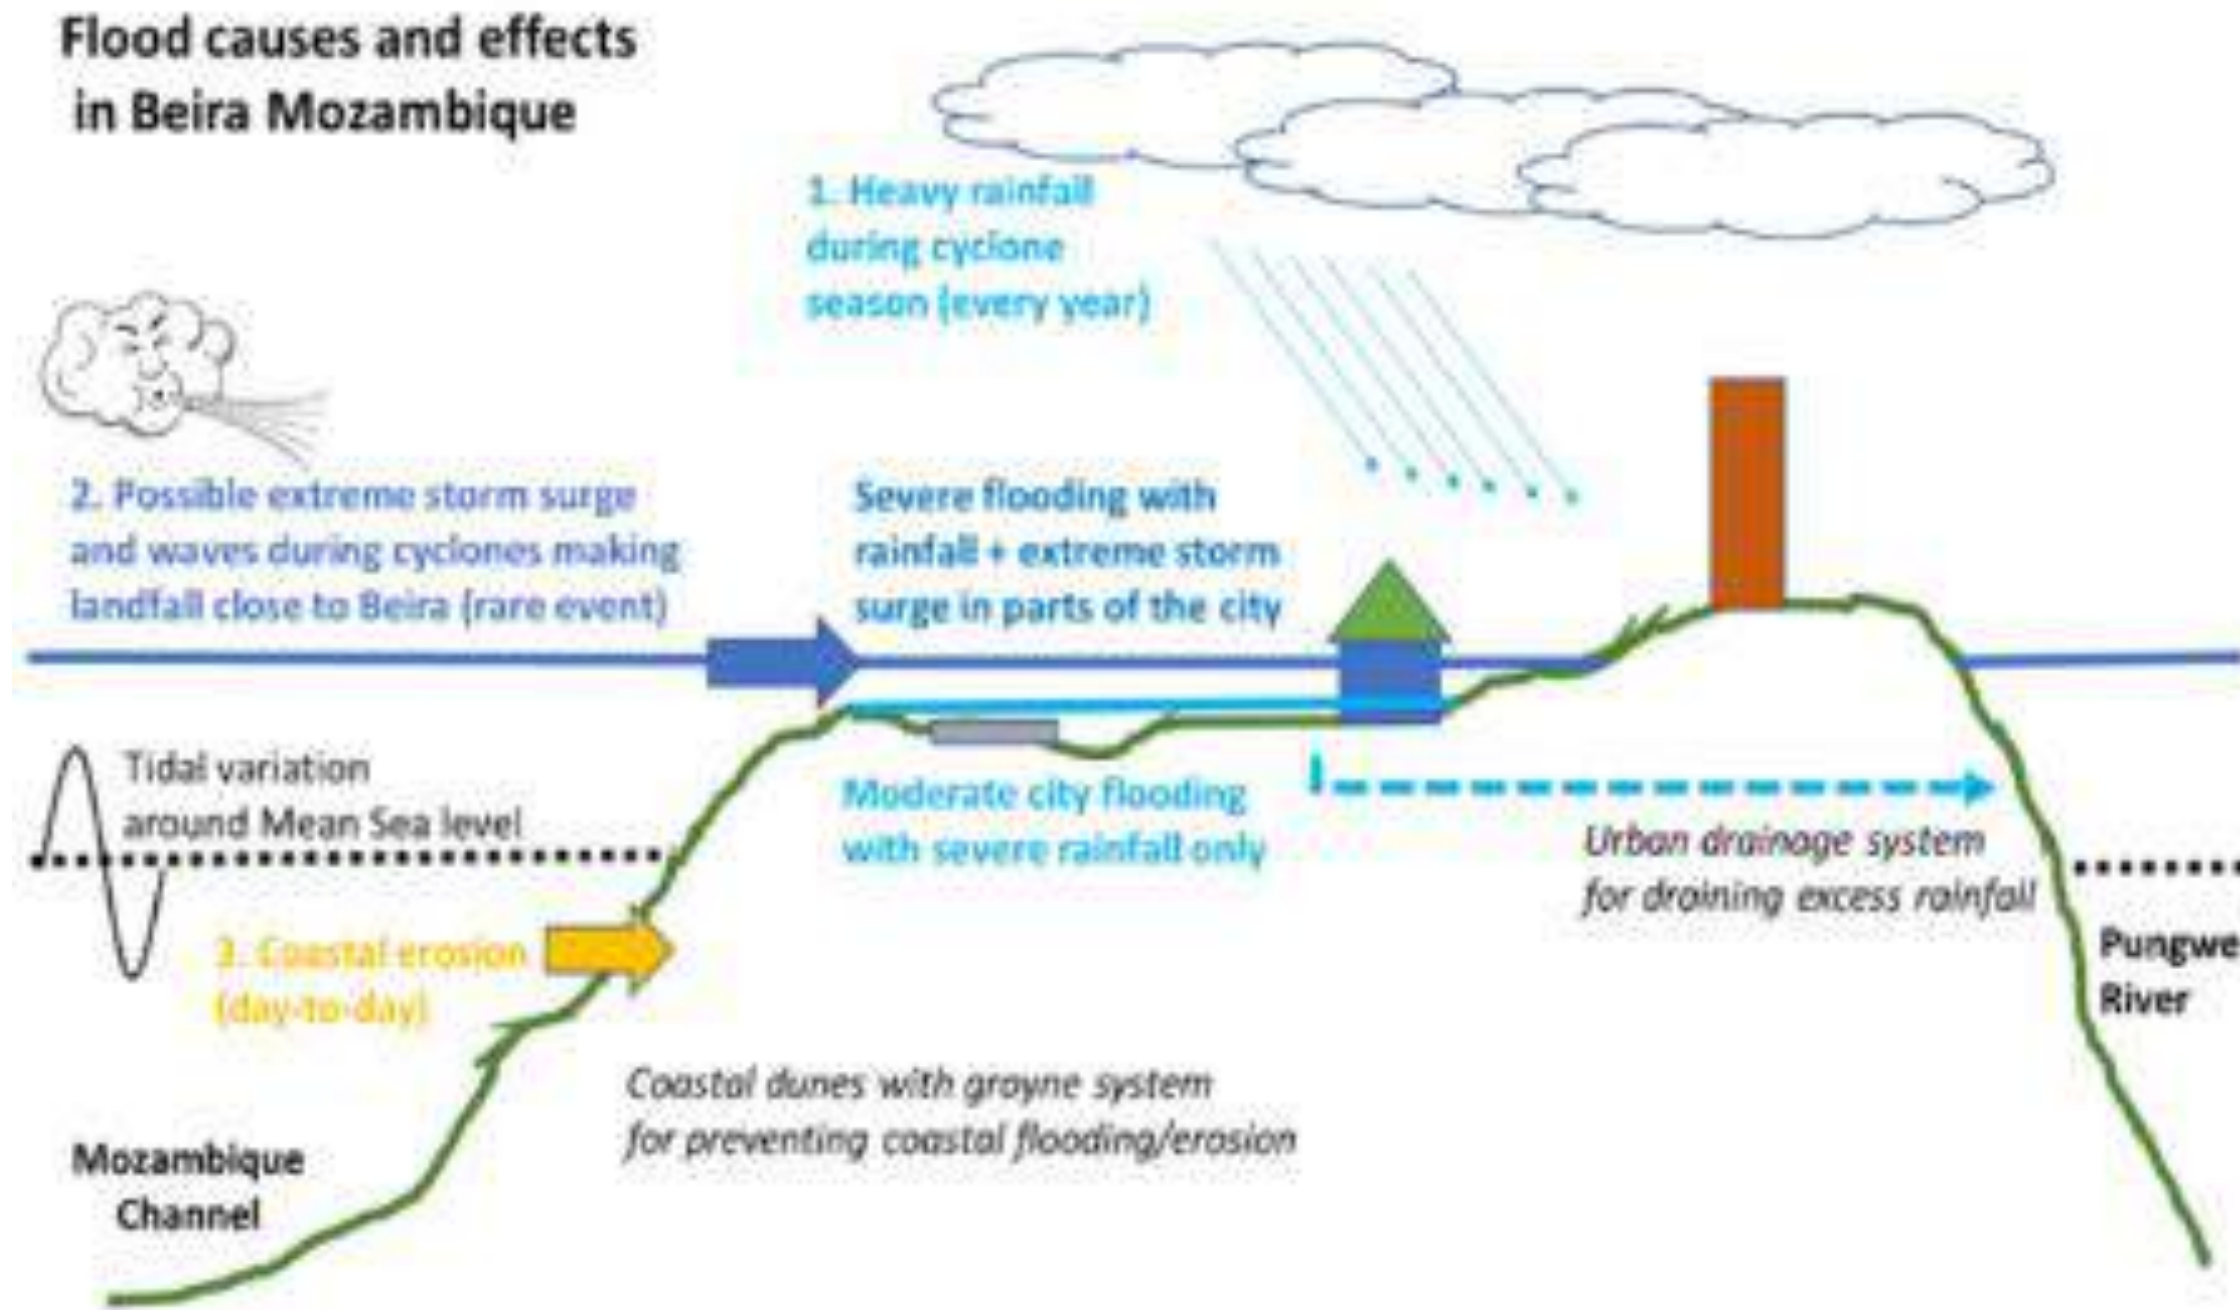 Flood causes and effects
in Beira Mozambique
1. Heavy rainfall
during cyclone
season (every year)
2. Possible extreme storm surge
and waves during cyclones making
landfall close to Beira (rare event)
Severe flooding with
rainfall + extreme storm
surge in parts of the city
Tidal variation
around Mean Sea level
Moderate city flooding
with severe rainfall only
Urban drainage system
for draining excess rainfall
3. Coastal erosion
(day-to-day)
Pungwe
River
Coastal dunes with groyne system
for preventing coastal flooding/erosion
Mozambique
Channel